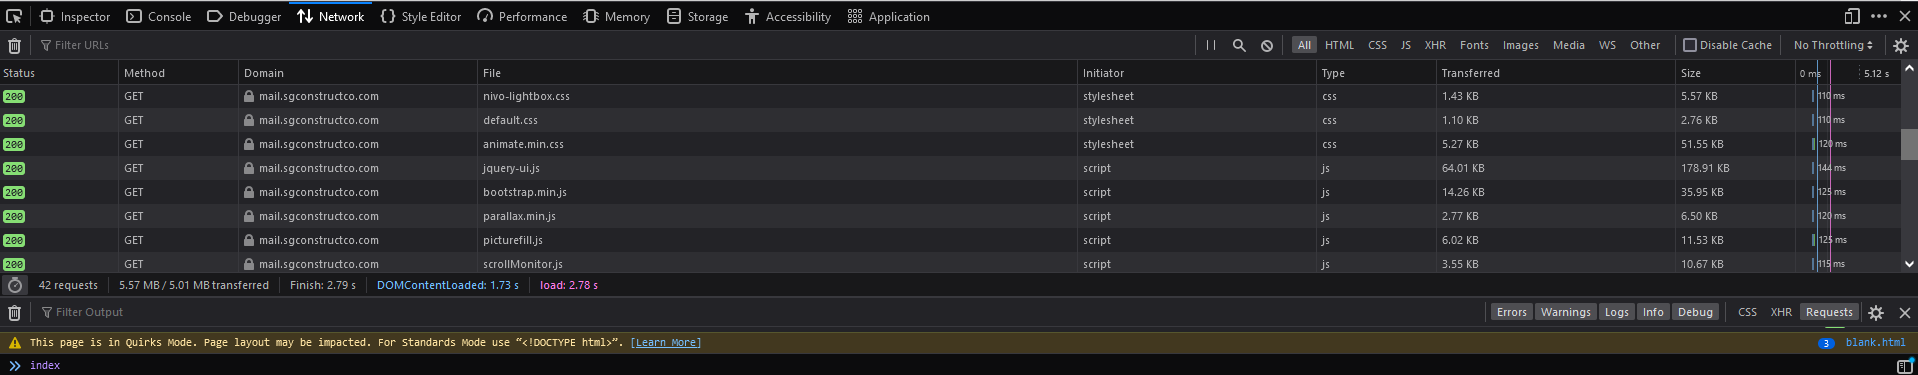 Inspector Console Debugger Network Style Editor Performance Memory Storage Accessibility Application
Filter URLs All HTML CSS JS XHR Fonts Images Media WS Other Disable Cache No Throttling
Status Method Domain File Initiator Type Transferred Size 0 ms 5.12 s
200 GET mail.sgconstructco.com nivo-lightbox.css stylesheet css 1.43 KB 5.57 KB 110 ms
200 GET mail.sgconstructco.com default.css stylesheet css 1.10 KB 2.76 KB 110 ms
200 GET mail.sgconstructco.com animate.min.css stylesheet css 5.27 KB 51.55 KB 120 ms
200 GET mail.sgconstructco.com jquery-ui.js script js 64.01 KB 178.91 KB 144 ms
200 GET mail.sgconstructco.com bootstrap.min.js script js 14.26 KB 35.95 KB 125 ms
200 GET mail.sgconstructco.com parallax.min.js script js 2.77 KB 6.50 KB 120 ms
200 GET mail.sgconstructco.com picturefill.js script js 6.02 KB 11.53 KB 125 ms
200 GET mail.sgconstructco.com scrollMonitor.js script js 3.55 KB 10.67 KB 115 ms
42 requests 5.57 MB / 5.01 MB transferred Finish: 2.79 s DOMContentLoaded: 1.73 s load: 2.78 s
Filter Output Errors Warnings Logs Info Debug CSS XHR Requests
This page is in Quirks Mode. Page layout may be impacted. For Standards Mode use “<!DOCTYPE html>”. [Learn More] 3 blank.html
index